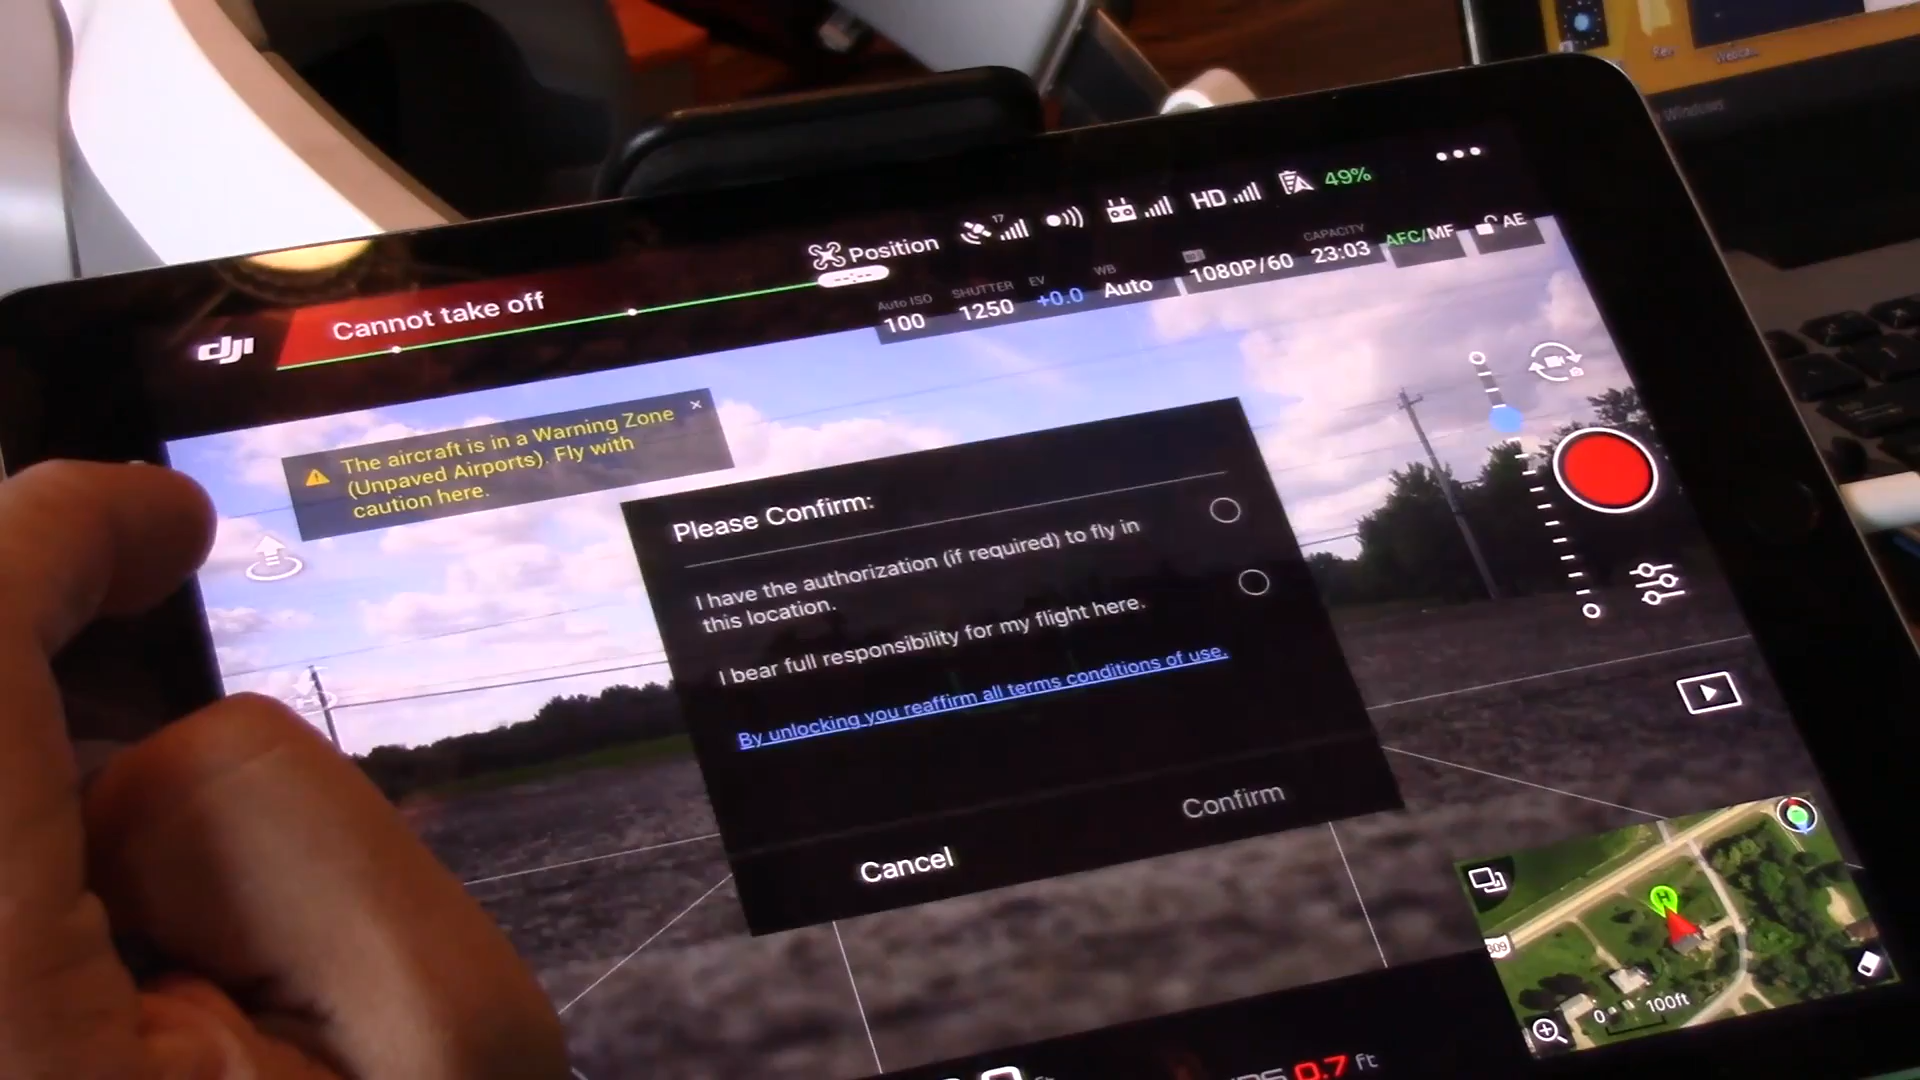 Windows
17
HD
49%
Position
AFC/MF
AE
CAPACITY
23:03
1080P/60
WB
Auto
EV
+0.0
SHUTTER
1250
Auto ISO
100
dji
Cannot take off
The aircraft is in a Warning Zone
(Unpaved Airports). Fly with
caution here.
Please Confirm:
I have the authorization (if required) to fly in
this location.
I bear full responsibility for my flight here.
By unlocking you reaffirm all terms conditions of use.
Cancel
Confirm
H
309
0
100ft
0.7 ft